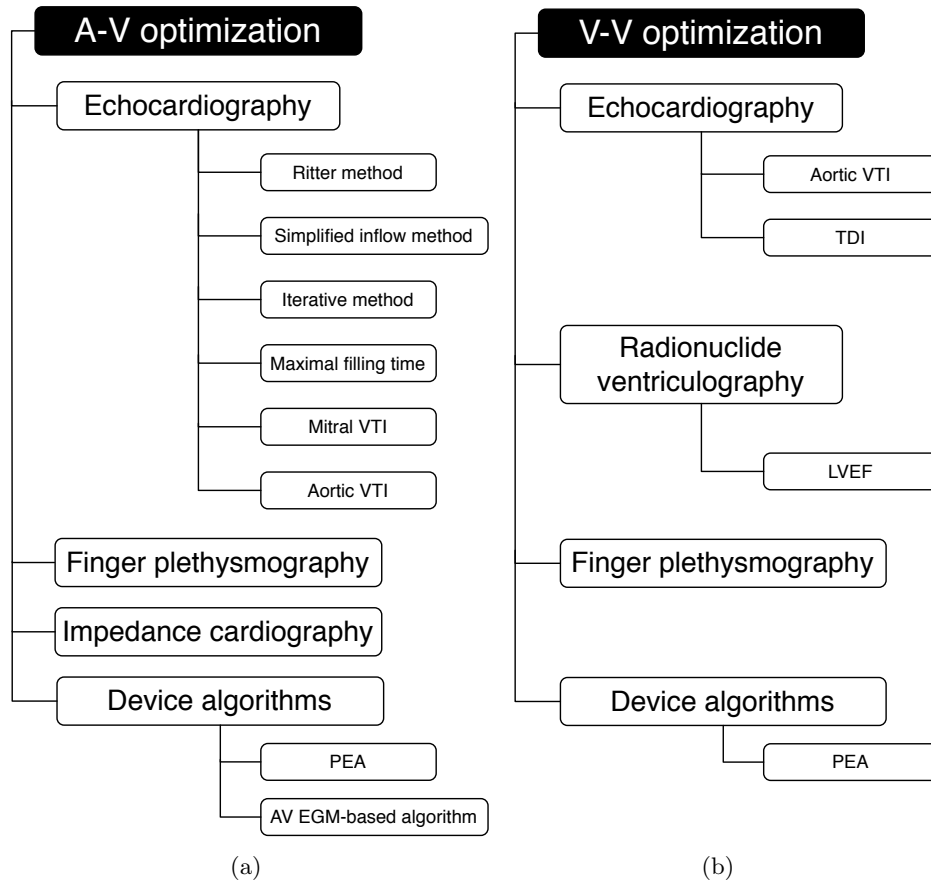 A-V optimization
Echocardiography
Ritter method
Simplified inflow method
Iterative method
Maximal filling time
Mitral VTI
Aortic VTI
Finger plethysmography
Impedance cardiography
Device algorithms
PEA
AV EGM-based algorithm
(a)
V-V optimization
Echocardiography
Aortic VTI
TDI
Radionuclide
ventriculography
LVEF
Finger plethysmography
Device algorithms
PEA
(b)